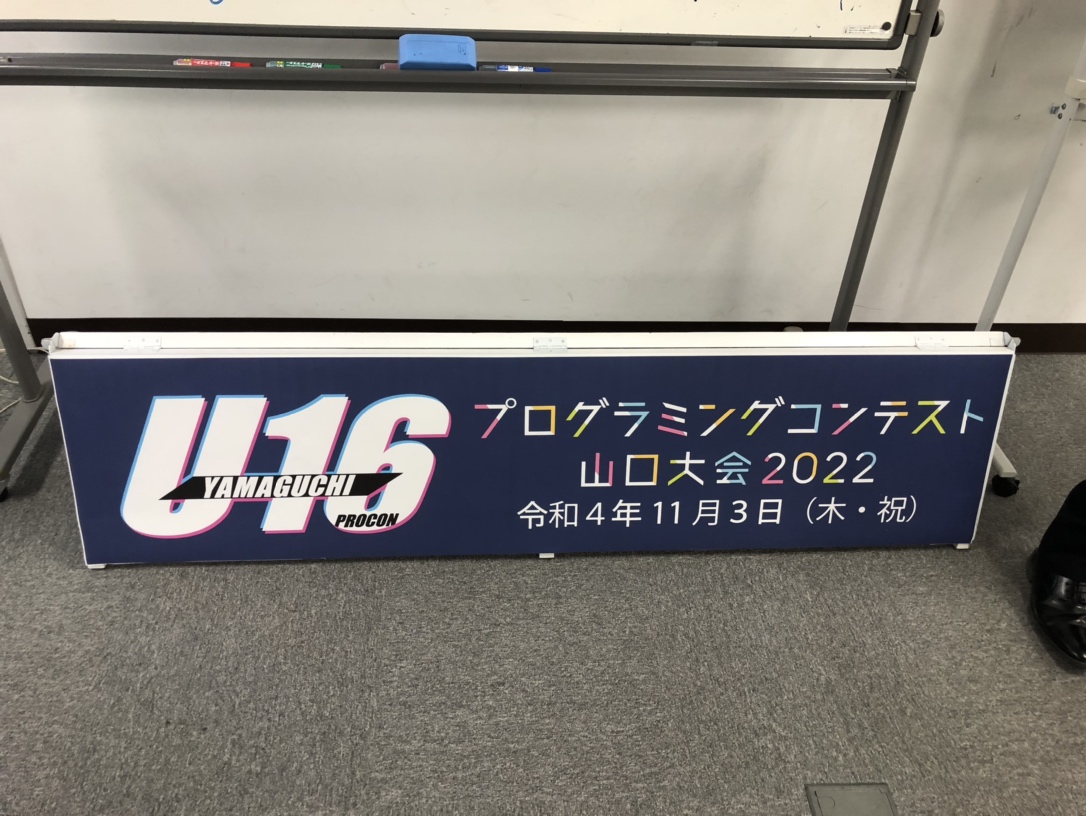 U16
YAMAGUCHI
PROCON
プログラミングコンテスト
山口大会2022
令和4年11月3日（木・祝）